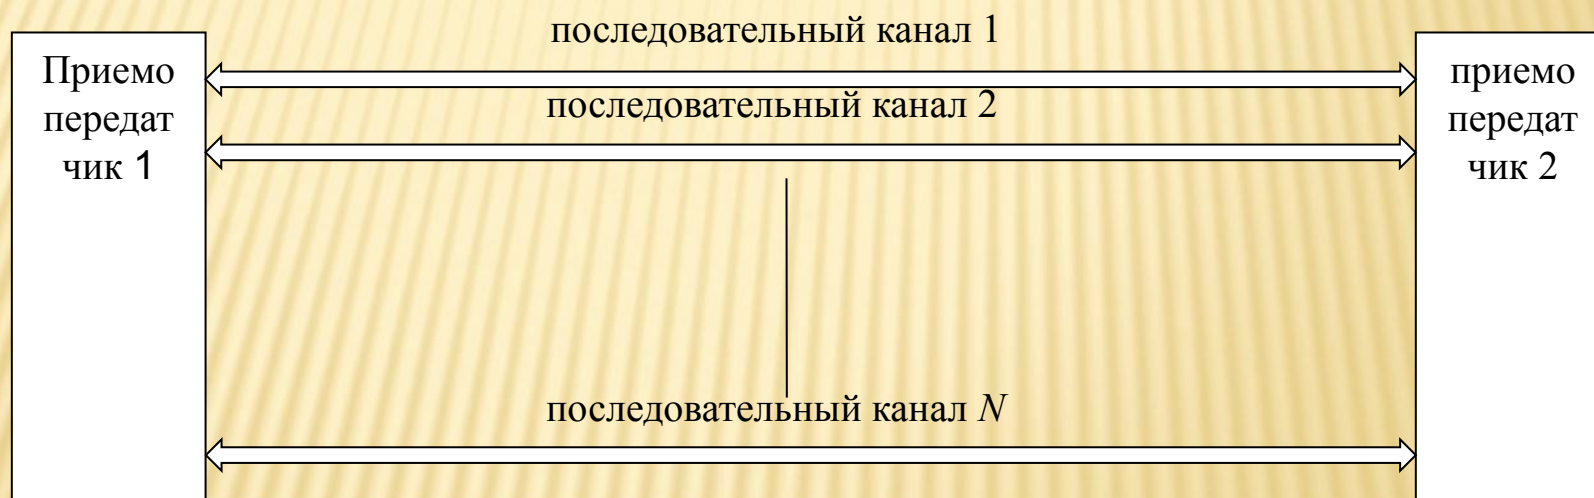 последовательный канал 1
Приемо
передат
чик 1
последовательный канал 2
приемо
передат
чик 2
последовательный канал N